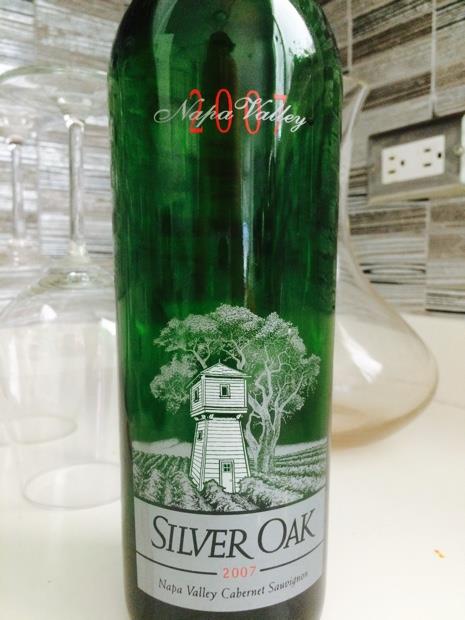 2007
Napa Valley
SILVER OAK
2007
Napa Valley Cabernet Sauvignon